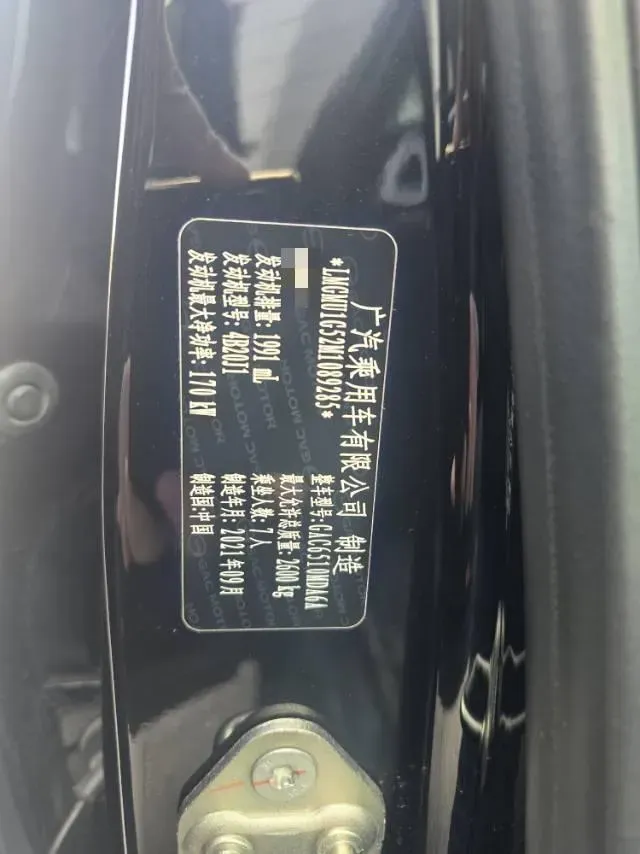 广汽乘用车有限公司 制造
*LMGMU1G52M1089285* 整车型号:GAC6510MDA6A
最大允许总质量:2600 kg
发动机排量:1991 mL 乘坐人数:7人
发动机型号:4B20J1 制造年月:2021年09月
发动机最大净功率:170 kW 制造国:中国